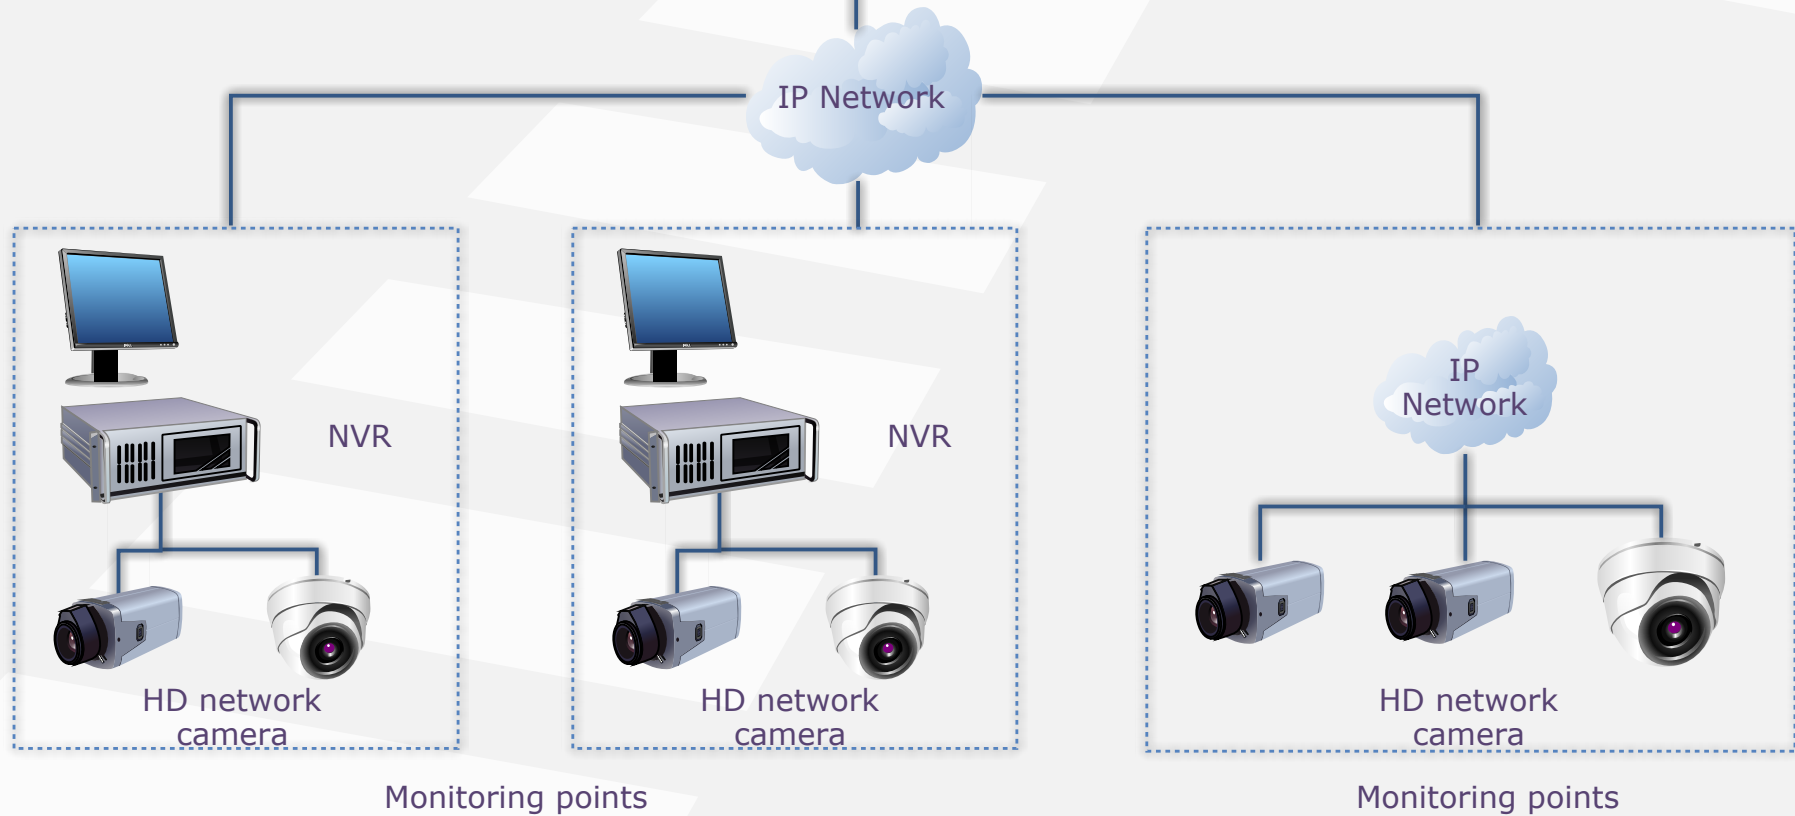 IP Network
NVR
HD network
camera
NVR
HD network
camera
IP
Network
HD network
camera
Monitoring points
Monitoring points